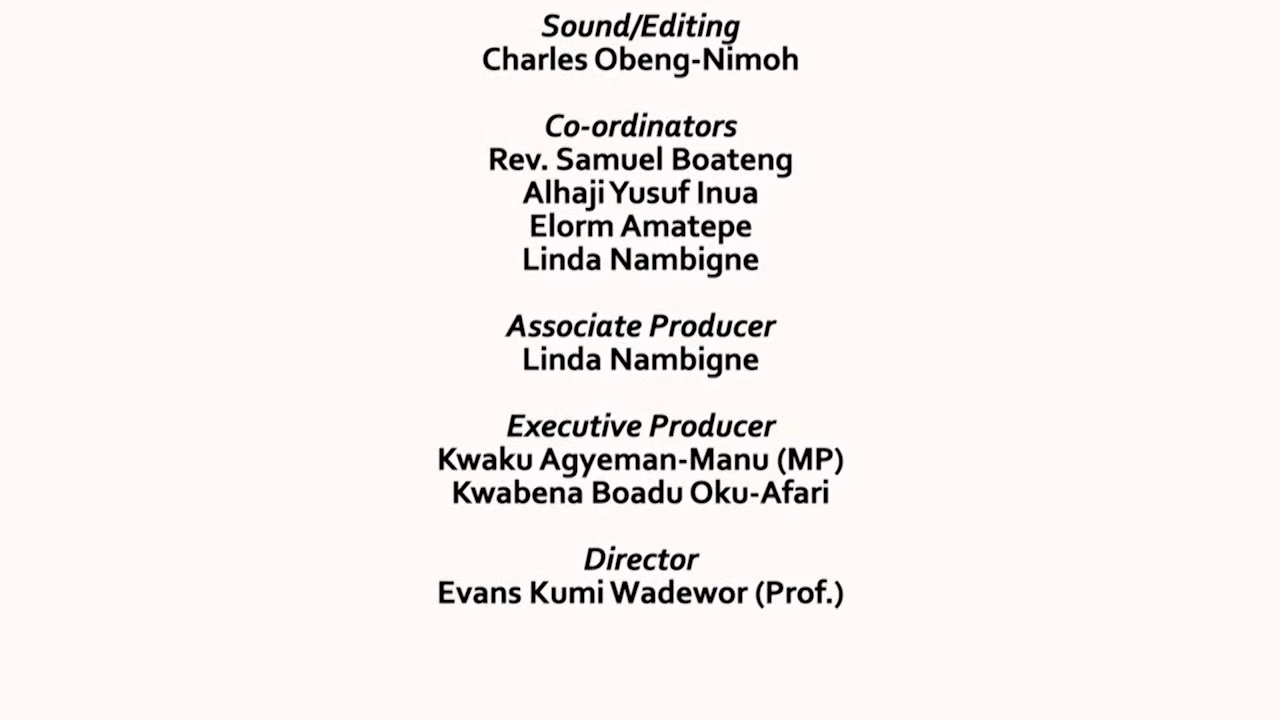 Sound/Editing
Charles Obeng-Nimoh
Co-ordinators
Rev. Samuel Boateng
Alhaji Yusuf Inua
Elorm Amatepe
Linda Nambigne
Associate Producer
Linda Nambigne
Executive Producer
Kwaku Agyeman-Manu (MP)
Kwabena Boadu Oku-Afari
Director
Evans Kumi Wadewor (Prof.)